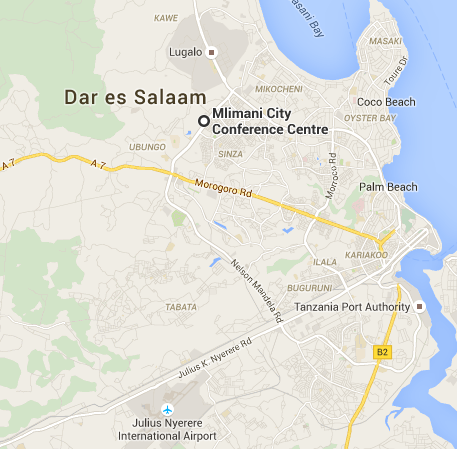 asani Bay
MASAKI
Lugalo
Toure Dr
KAWE
MIKOCHENI
Dar es Salaam
Coco Beach
Mlimani City
Conference Centre
OYSTER BAY
UBUNGO
SINZA
A 7
A 7
Morocco Rd
Morogoro Rd
Palm Beach
KARIAKOO
ILALA
Nelson Mandela Rd
BUGURUNI
TABATA
Tanzania Port Authority
Julius K. Nyerere Rd
B2
Julius Nyerere
International Airport